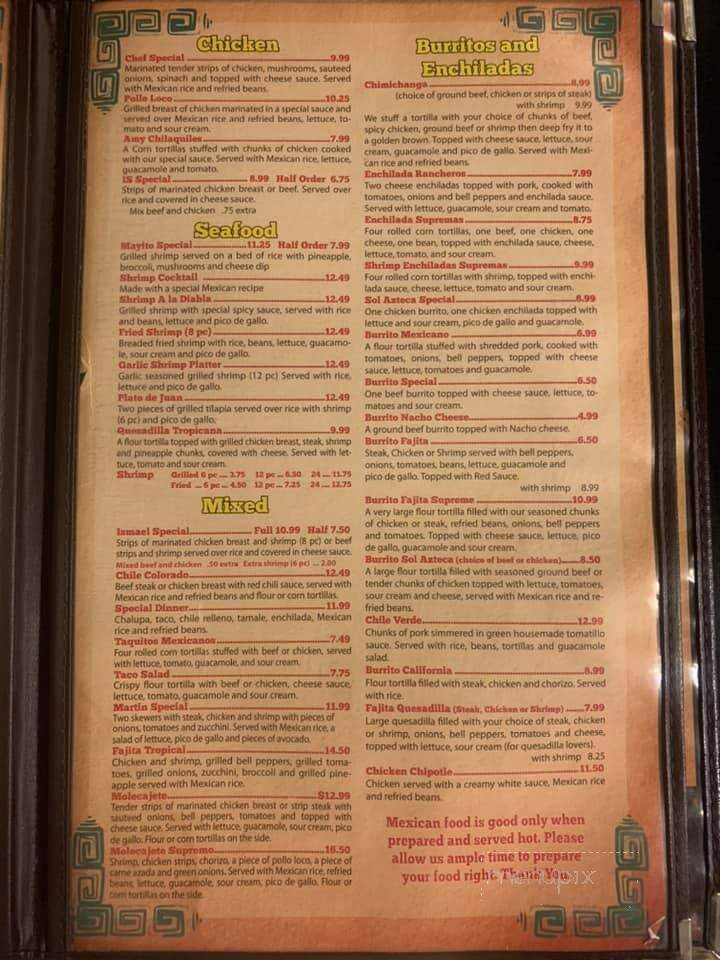 Chicken
Chef Special 9.99
Marinated tender strips of chicken, mushrooms, sauteed
onions, spinach and topped with cheese sauce. Served
with Mexican rice and refried beans.
Pollo Loco 10.25
Grilled breast of chicken marinated in a special sauce and
served over Mexican rice and refried beans, lettuce, to-
mato and sour cream.
Amy Chilaquiles 7.99
A Corn tortillas stuffed with chunks of chicken cooked
with our special sauce. Served with Mexican rice, lettuce,
guacamole and tomato.
IS Special 8.99 Half Order 6.75
Strips of marinated chicken breast or beef. Served over
rice and covered in cheese sauce.
Mix beef and chicken .75 extra
Seafood
Mayito Special 11.25 Half Order 7.99
Grilled shrimp served on a bed of rice with pineapple,
broccoli, mushrooms and cheese dip
Shrimp Cocktail 12.49
Made with a special Mexican recipe
Shrimp A la Diabla 12.49
Grilled shrimp with special spicy sauce, served with rice
and beans, lettuce and pico de gallo.
Fried Shrimp (8 pc) 12.49
Breaded fried shrimp with rice, beans, lettuce, guacamo-
le, sour cream and pico de gallo.
Garlic Shrimp Platter 12.49
Garlic seasoned grilled shrimp (12 pc) Served with rice,
lettuce and pico de gallo.
Plato de Juan 12.49
Two pieces of grilled tilapia served over rice with shrimp
(6 pc) and pico de gallo,
Quesadilla Tropicana 9.99
A flour tortilla topped with grilled chicken breast, steak, shrimp
and pineapple chunks, covered with cheese. Served with let-
tuce, tomato and sour cream.
Shrimp Grilled 6 pc ... 3.75 12 pc ... 6.50 24 ... 11.75
Fried ... 6 pc ... 4.50 12 pc ... 7.25 24 ... 12.75
Mixed
Ismael Special Full 10.99 Half 7.50
Strips of marinated chicken breast and shrimp (8 pc) or beef
strips and shrimp served over rice and covered in cheese sauce.
Mixed beef and chicken .50 extra Extra shrimp (6 pc) ... 2.00
Chile Colorado 12.49
Beef steak or chicken breast with red chili sauce, served with
Mexican rice and refried beans and flour or corn tortillas.
Special Dinner 11.99
Chalupa, taco, chile relleno, tamale, enchilada, Mexican
rice and refried beans.
Taquitos Mexicanos 7.49
Four rolled corn tortillas stuffed with beef or chicken, served
with lettuce, tomato, guacamole, and sour cream.
Taco Salad 7.75
Crispy flour tortilla with beef or chicken, cheese sauce,
lettuce, tomato, guacamole and sour cream.
Martin Special 11.99
Two skewers with steak, chicken and shrimp with pieces of
onions, tomatoes and zucchini. Served with Mexican rice, a
salad of lettuce, pico de gallo and pieces of avocado.
Fajita Tropical 14.50
Chicken and shrimp, grilled bell peppers, grilled toma-
toes, grilled onions, zucchini, broccoli and grilled pine-
apple served with Mexican rice.
Molecajete $12.99
Tender strips of marinated chicken breast or strip steak with
sauteed onions, bell peppers, tomatoes and topped with
cheese sauce. Served with lettuce, guacamole, sour cream, pico
de gallo. Flour or corn tortillas on the side.
Molecajete Supremo 16.50
Shrimp, chicken strips, chorizo, a piece of pollo loco, a piece of
carne azada and green onions. Served with Mexican rice, refried
beans, lettuce, guacamole, sour cream, pico de gallo. Flour or
corn tortillas on the side.
Burritos and
Enchiladas
Chimichanga 8.99
(choice of ground beef, chicken or strips of steak)
with shrimp 9.99
We stuff a tortilla with your choice of chunks of beef,
spicy chicken, ground beef or shrimp then deep fry it to
a golden brown. Topped with cheese sauce, lettuce, sour
cream, guacamole and pico de gallo. Served with Mexi-
can rice and refried beans.
Enchilada Rancheros 7.99
Two cheese enchiladas topped with pork, cooked with
tomatoes, onions and bell peppers and enchilada sauce.
Served with lettuce, guacamole, sour cream and tomato.
Enchilada Supremas 8.75
Four rolled corn tortillas, one beef, one chicken, one
cheese, one bean, topped with enchilada sauce, cheese,
lettuce, tomato, and sour cream.
Shrimp Enchiladas Supremas 9.99
Four rolled corn tortillas with shrimp, topped with enchi-
lada sauce, cheese, lettuce, tomato and sour cream.
Sol Azteca Special 6.99
One chicken burrito, one chicken enchilada topped with
lettuce and sour cream, pico de gallo and guacamole.
Burrito Mexicano 6.99
A flour tortilla stuffed with shredded pork, cooked with
tomatoes, onions, bell peppers, topped with cheese
sauce, lettuce, tomatoes and guacamole.
Burrito Special 6.50
One beef burrito topped with cheese sauce, lettuce, to-
matoes and sour cream.
Burrito Nacho Cheese 4.99
A ground beef burrito topped with Nacho cheese.
Burrito Fajita 6.50
Steak, Chicken or Shrimp served with bell peppers,
onions, tomatoes, beans, lettuce, guacamole and
pico de gallo. Topped with Red Sauce.
with shrimp 8.99
Burrito Fajita Supreme 10.99
A very large flour tortilla filled with our seasoned chunks
of chicken or steak, refried beans, onions, bell peppers
and tomatoes. Topped with cheese sauce, lettuce, pico
de gallo, guacamole and sour cream.
Burrito Sol Azteca (choice of beef or chicken) 8.50
A large flour tortilla filled with seasoned ground beef or
tender chunks of chicken topped with lettuce, tomatoes,
sour cream and cheese, served with Mexican rice and re-
fried beans.
Chile Verde 12.99
Chunks of pork simmered in green housemade tomatillo
sauce. Served with rice, beans, tortillas and guacamole
salad.
Burrito California 8.99
Flour tortilla filled with steak, chicken and chorizo. Served
with rice.
Fajita Quesadilla (Steak, Chicken or Shrimp) 7.99
Large quesadilla filled with your choice of steak, chicken
or shrimp, onions, bell peppers, tomatoes and cheese,
topped with lettuce, sour cream (for quesadilla lovers).
with shrimp 8.25
Chicken Chipotle 11.50
Chicken served with a creamy white sauce, Mexican rice
and refried beans.
Mexican food is good only when
prepared and served hot. Please
allow us ample time to prepare
your food right Thank You
menupix